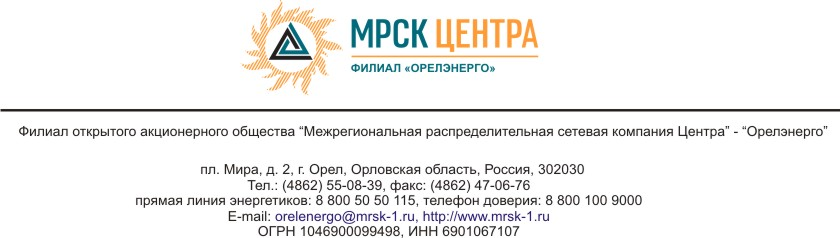 МРСК ЦЕНТРА
ФИЛИАЛ «ОРЕЛЭНЕРГО»
Филиал открытого акционерного общества “Межрегиональная распределительная сетевая компания Центра” - “Орелэнерго”
пл. Мира, д. 2, г. Орел, Орловская область, Россия, 302030
Тел.: (4862) 55-08-39, факс: (4862) 47-06-76
прямая линия энергетиков: 8 800 50 50 115, телефон доверия: 8 800 100 9000
E-mail: orelenergo@mrsk-1.ru, http://www.mrsk-1.ru
ОГРН 1046900099498, ИНН 6901067107